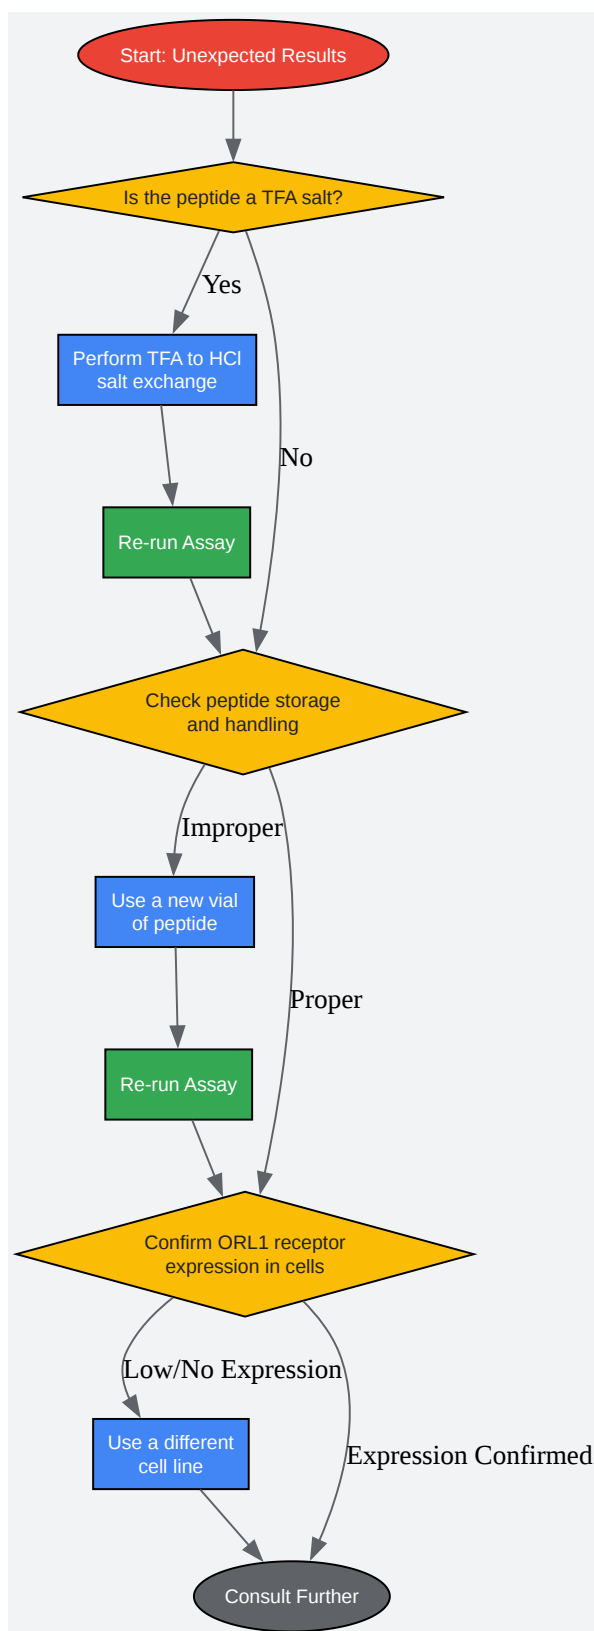 Start: Unexpected Results
Is the peptide a TFA salt?
Yes
Perform TFA to HCl
salt exchange
No
Re-run Assay
Check peptide storage
and handling
Improper
Use a new vial
of peptide
Proper
Re-run Assay
Confirm ORL1 receptor
expression in cells
Low/No Expression
Use a different
cell line
Expression Confirmed
Consult Further